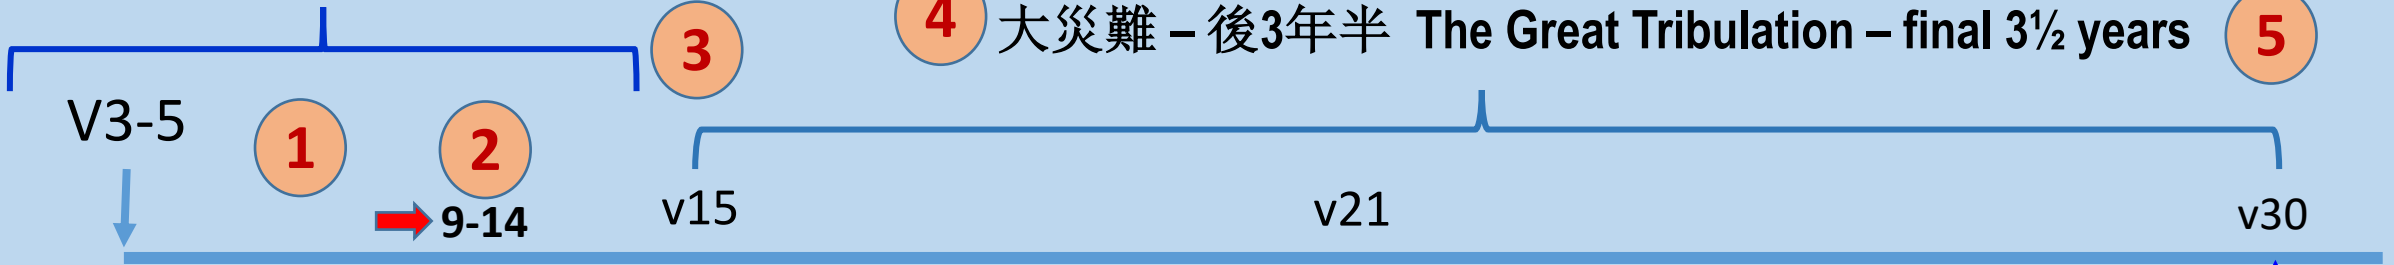 4 大災難 – 後3年半 The Great Tribulation – final 3½ years 5
3
V3-5 1 2
9-14 v15 v21 v30